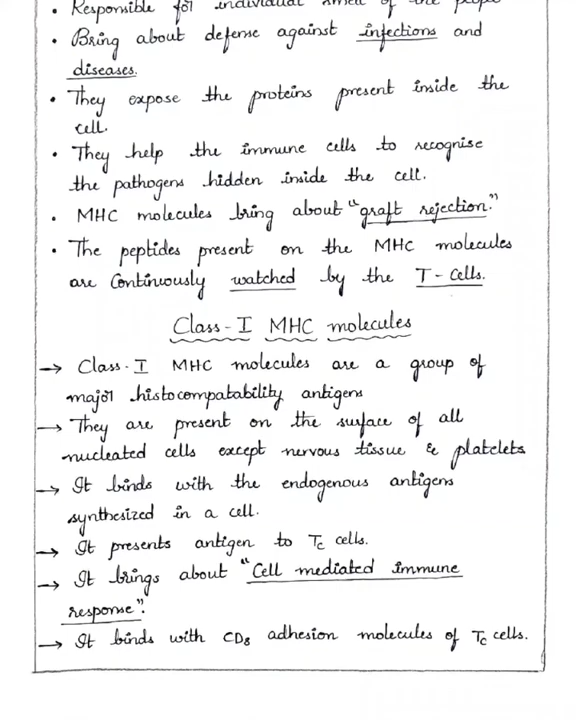 • Responsible for individual smell of the people
• Bring about defense against infections and
diseases.
• They expose the proteins present inside the
cell.
• They help the immune cells to recognise
the pathogens hidden inside the cell.
• MHC molecules bring about "graft rejection."
• The peptides present on the MHC molecules
are Continuously watched by the T-Cells.
Class-I MHC molecules
→ Class-I MHC molecules are a group of
major histocompatability antigens
→ They are present on the surface of all
nucleated cells except nervous tissue & platelets
→ It binds with the endogenous antigens
synthesized in a cell.
→ It presents antigen to Tc cells.
→ It brings about "Cell mediated immune
response".
→ It binds with CD8 adhesion molecules of Tc cells.